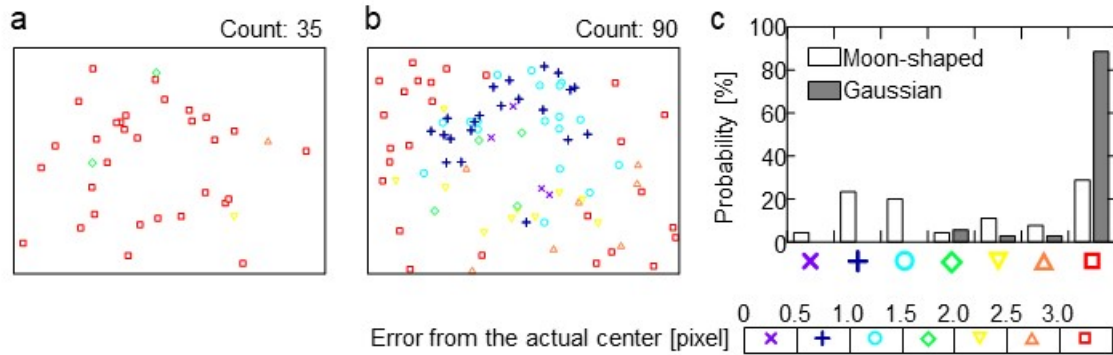 a
Count: 35
b
Count: 90
c
Probability [%]
100
80
60
40
20
0
Moon-shaped
Gaussian
Error from the actual center [pixel]
0 0.5 1.0 1.5 2.0 2.5 3.0